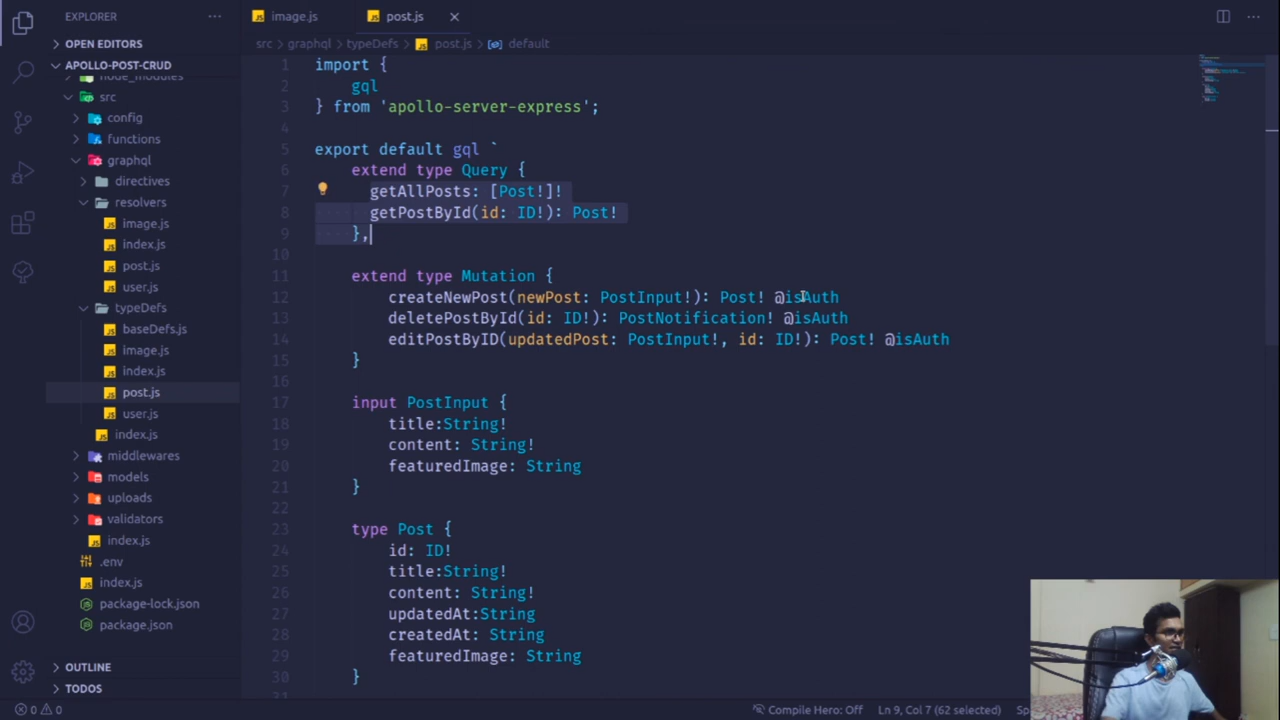 EXPLORER
···
image.js
post.js
OPEN EDITORS
src > graphql > typeDefs > post.js > default
APOLLO-POST-CRUD
node_modules
src
config
functions
graphql
directives
resolvers
image.js
index.js
post.js
user.js
typeDefs
baseDefs.js
image.js
index.js
post.js
user.js
index.js
middlewares
models
uploads
validators
index.js
.env
index.js
package-lock.json
package.json
OUTLINE
TODOS
1 import {
2 gql
3 } from 'apollo-server-express';
4
5 export default gql `
6 extend type Query {
7 getAllPosts: [Post!]!
8 getPostById(id: ID!): Post!
9 },
10
11 extend type Mutation {
12 createNewPost(newPost: PostInput!): Post! @isAuth
13 deletePostById(id: ID!): PostNotification! @isAuth
14 editPostByID(updatedPost: PostInput!, id: ID!): Post! @isAuth
15 }
16
17 input PostInput {
18 title:String!
19 content: String!
20 featuredImage: String
21 }
22
23 type Post {
24 id: ID!
25 title:String!
26 content: String!
27 updatedAt:String
28 createdAt: String
29 featuredImage: String
30 }
0 0
Compile Hero: Off
Ln 9, Col 7 (62 selected)